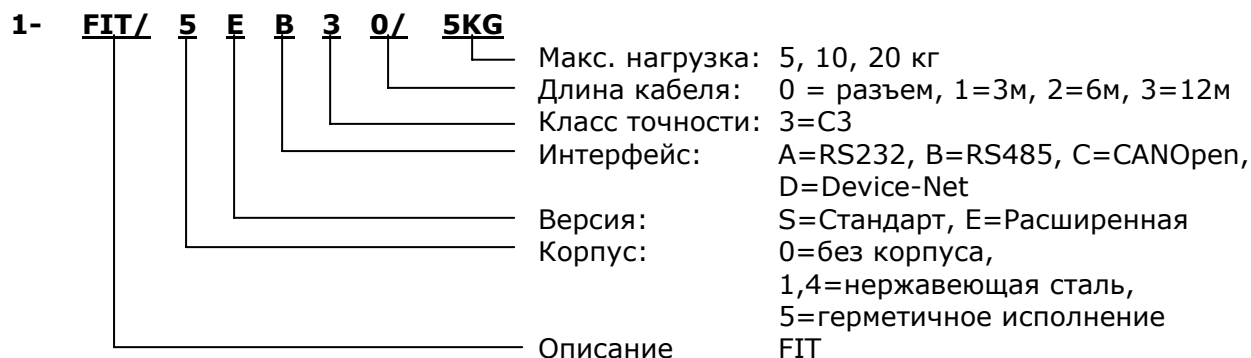 1- FIT/ 5 E B 3 0/ 5KG
Макс. нагрузка: 5, 10, 20 кг
Длина кабеля: 0 = разъем, 1=3м, 2=6м, 3=12м
Класс точности: 3=C3
Интерфейс: A=RS232, B=RS485, C=CANOpen,
D=Device-Net
Версия: S=Стандарт, E=Расширенная
Корпус: 0=без корпуса,
1,4=нержавеющая сталь,
5=герметичное исполнение
Описание FIT